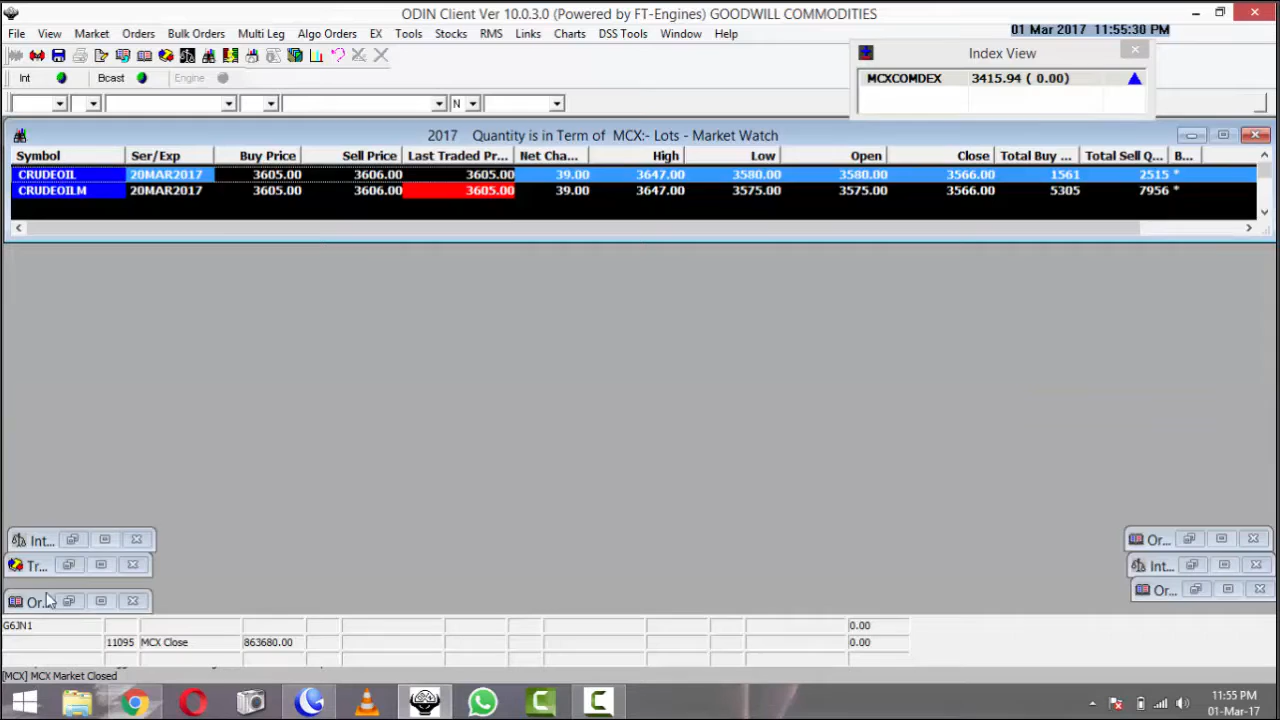 ODIN Client Ver 10.0.3.0 (Powered by FT-Engines) GOODWILL COMMODITIES
File View Market Orders Bulk Orders Multi Leg Algo Orders EX Tools Stocks RMS Links Charts DSS Tools Window Help
01 Mar 2017 11:55:30 PM
Index View
MCXCOMDEX 3415.94 ( 0.00)
Int Bcast Engine
N
2017 Quantity is in Term of MCX:- Lots - Market Watch
Symbol Ser/Exp Buy Price Sell Price Last Traded Pr... Net Cha... High Low Open Close Total Buy ... Total Sell Q... B...
CRUDEOIL 20MAR2017 3605.00 3606.00 3605.00 39.00 3647.00 3580.00 3580.00 3566.00 1561 2515 *
CRUDEOILM 20MAR2017 3605.00 3606.00 3605.00 39.00 3647.00 3575.00 3575.00 3566.00 5305 7956 *
Int... Or...
Tr... Int...
Or... Or...
G6JN1 0.00
11095 MCX Close 863680.00 0.00
[MCX] MCX Market Closed
11:55 PM
01-Mar-17